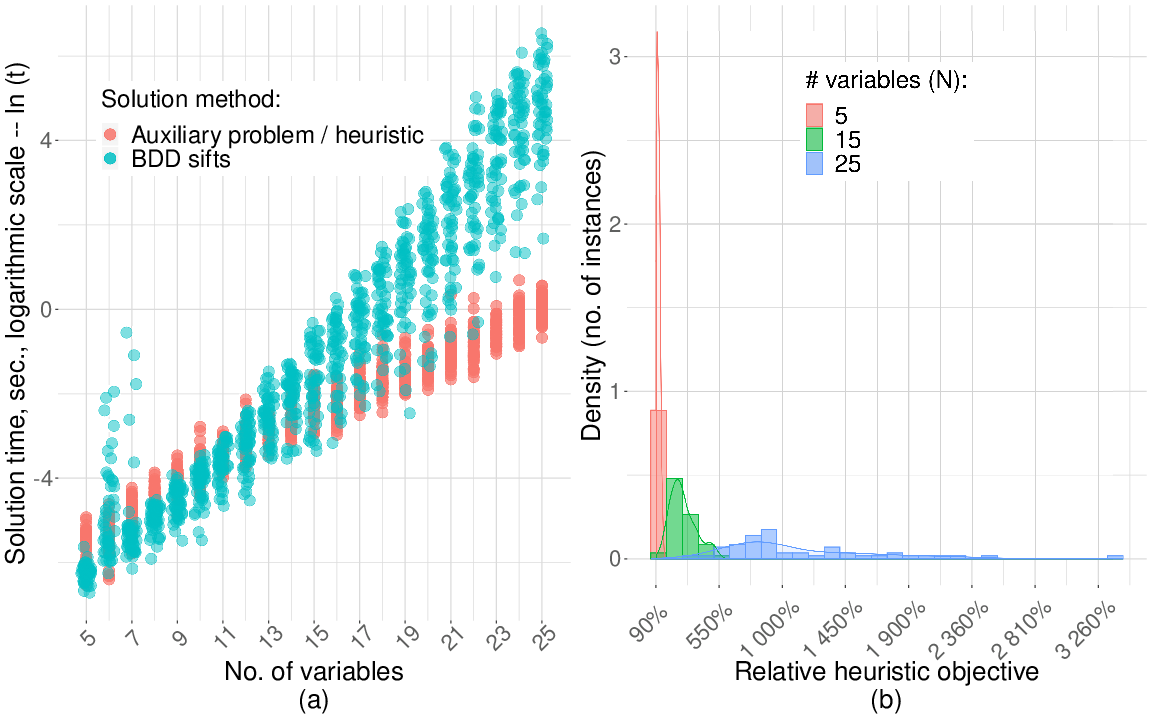 Solution time, sec., logarithmic scale -- ln (t)
4
0
-4
Solution method:
Auxiliary problem / heuristic
BDD sifts
5 7 9 11 13 15 17 19 21 23 25
No. of variables
(a)
Density (no. of instances)
3
2
1
0
# variables (N):
5
15
25
90% 550% 1 000% 1 450% 1 900% 2 360% 2 810% 3 260%
Relative heuristic objective
(b)